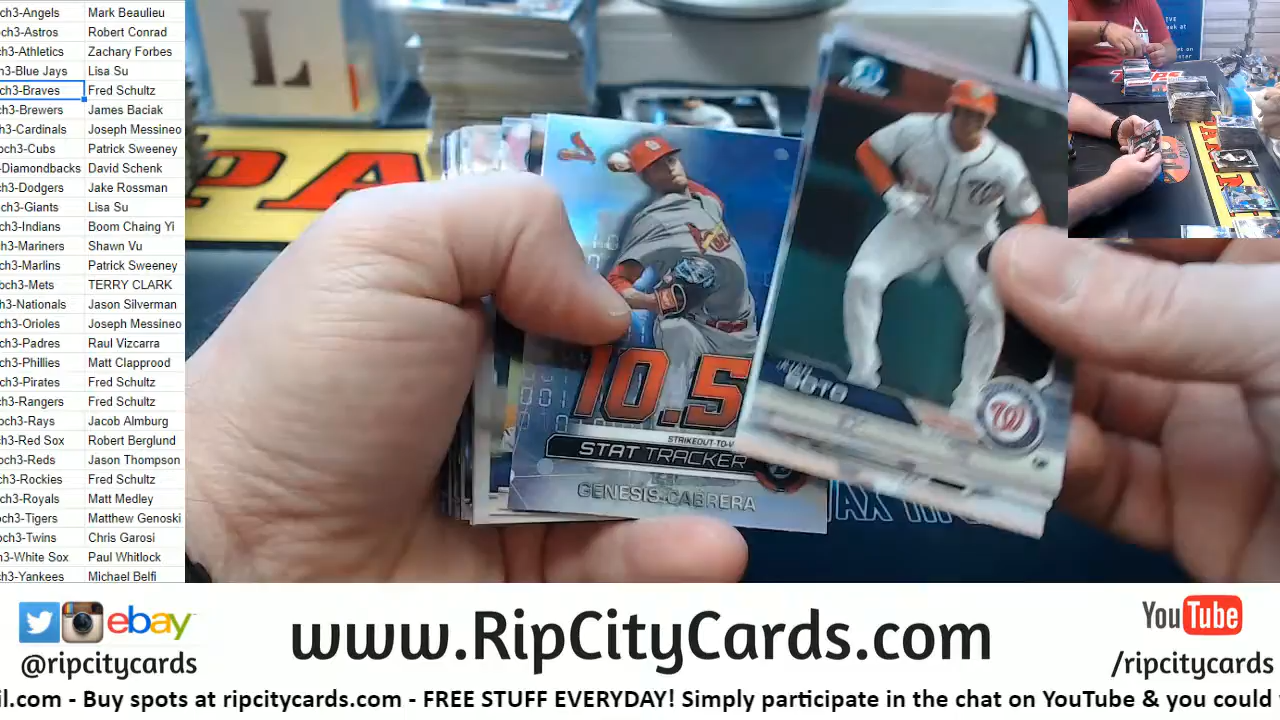 ch3-Angels Mark Beaulieu
och3-Astros Robert Conrad
ch3-Athletics Zachary Forbes
h3-Blue Jays Lisa Su
ch3-Braves Fred Schultz
ch3-Brewers James Baciak
ch3-Cardinals Joseph Messineo
och3-Cubs Patrick Sweeney
-Diamondbacks David Schenk
ch3-Dodgers Jake Rossman
och3-Giants Lisa Su
och3-Indians Boom Chaing Yi
h3-Mariners Shawn Vu
ch3-Marlins Patrick Sweeney
och3-Mets TERRY CLARK
h3-Nationals Jason Silverman
ch3-Orioles Joseph Messineo
ch3-Padres Raul Vizcarra
ch3-Phillies Matt Clapprood
ch3-Pirates Fred Schultz
ch3-Rangers Fred Schultz
och3-Rays Jacob Almburg
ch3-Red Sox Robert Berglund
och3-Reds Jason Thompson
ch3-Rockies Fred Schultz
ch3-Royals Matt Medley
och3-Tigers Matthew Genoski
ch3-Twins Chris Garosi
h3-White Sox Paul Whitlock
h3-Yankees Michael Belfi
L
PA
10.5
STAT TRACKER
GENESIS CABRERA
SOTO
W
ebay
@ripcitycards
www.RipCityCards.com
YouTube
/ripcitycards
il.com - Buy spots at ripcitycards.com - FREE STUFF EVERYDAY! Simply participate in the chat on YouTube & you could